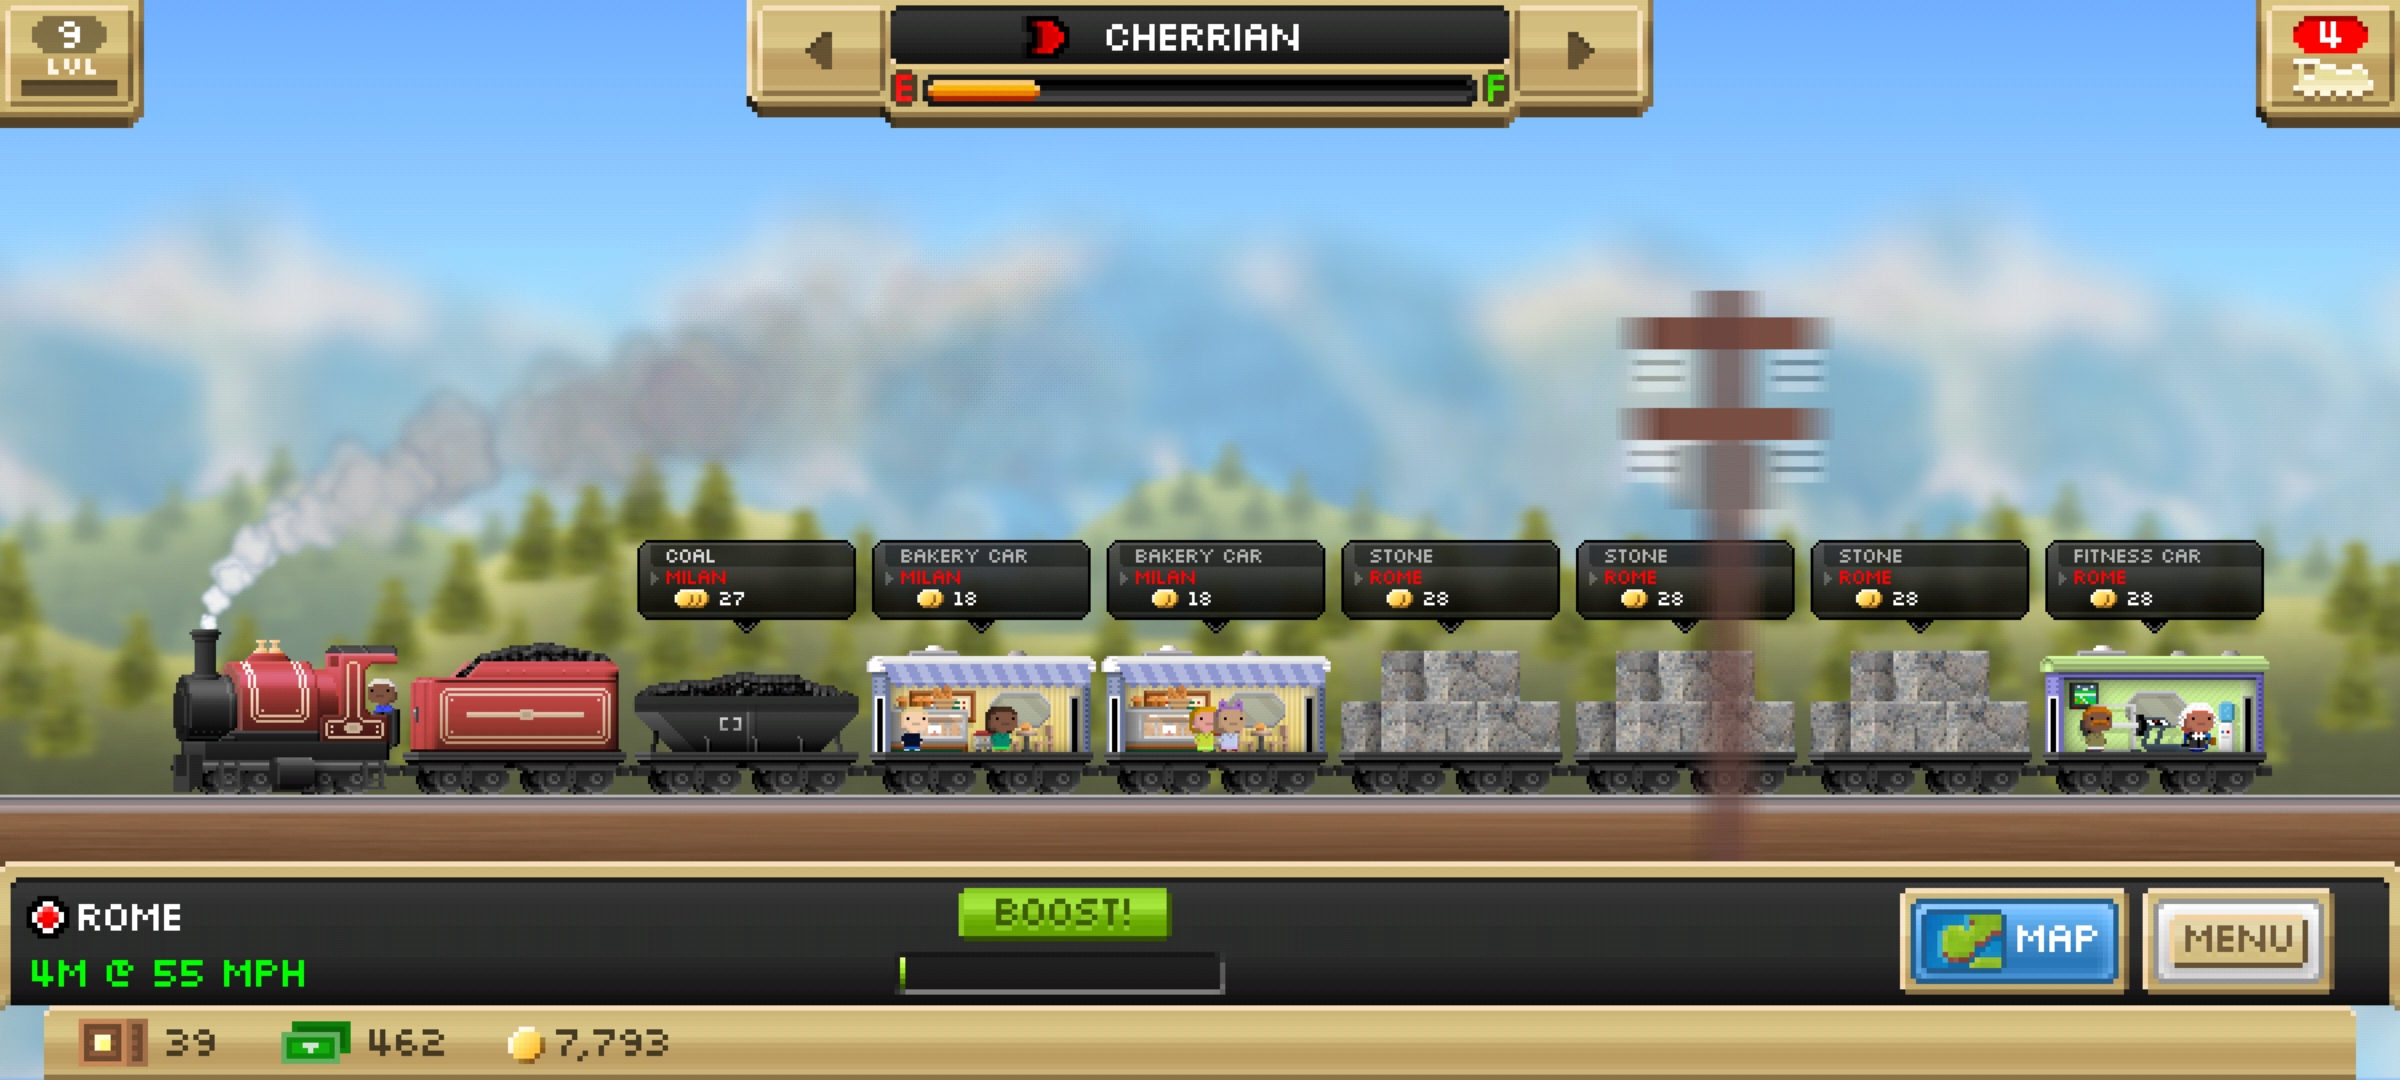 9
LVL
CHERRIAN
E F
4
COAL
MILAN
27
BAKERY CAR
MILAN
18
BAKERY CAR
MILAN
18
STONE
ROME
28
STONE
ROME
28
STONE
ROME
28
FITNESS CAR
ROME
28
ROME
4M @ 55 MPH
BOOST!
MAP
MENU
39
462
7,793